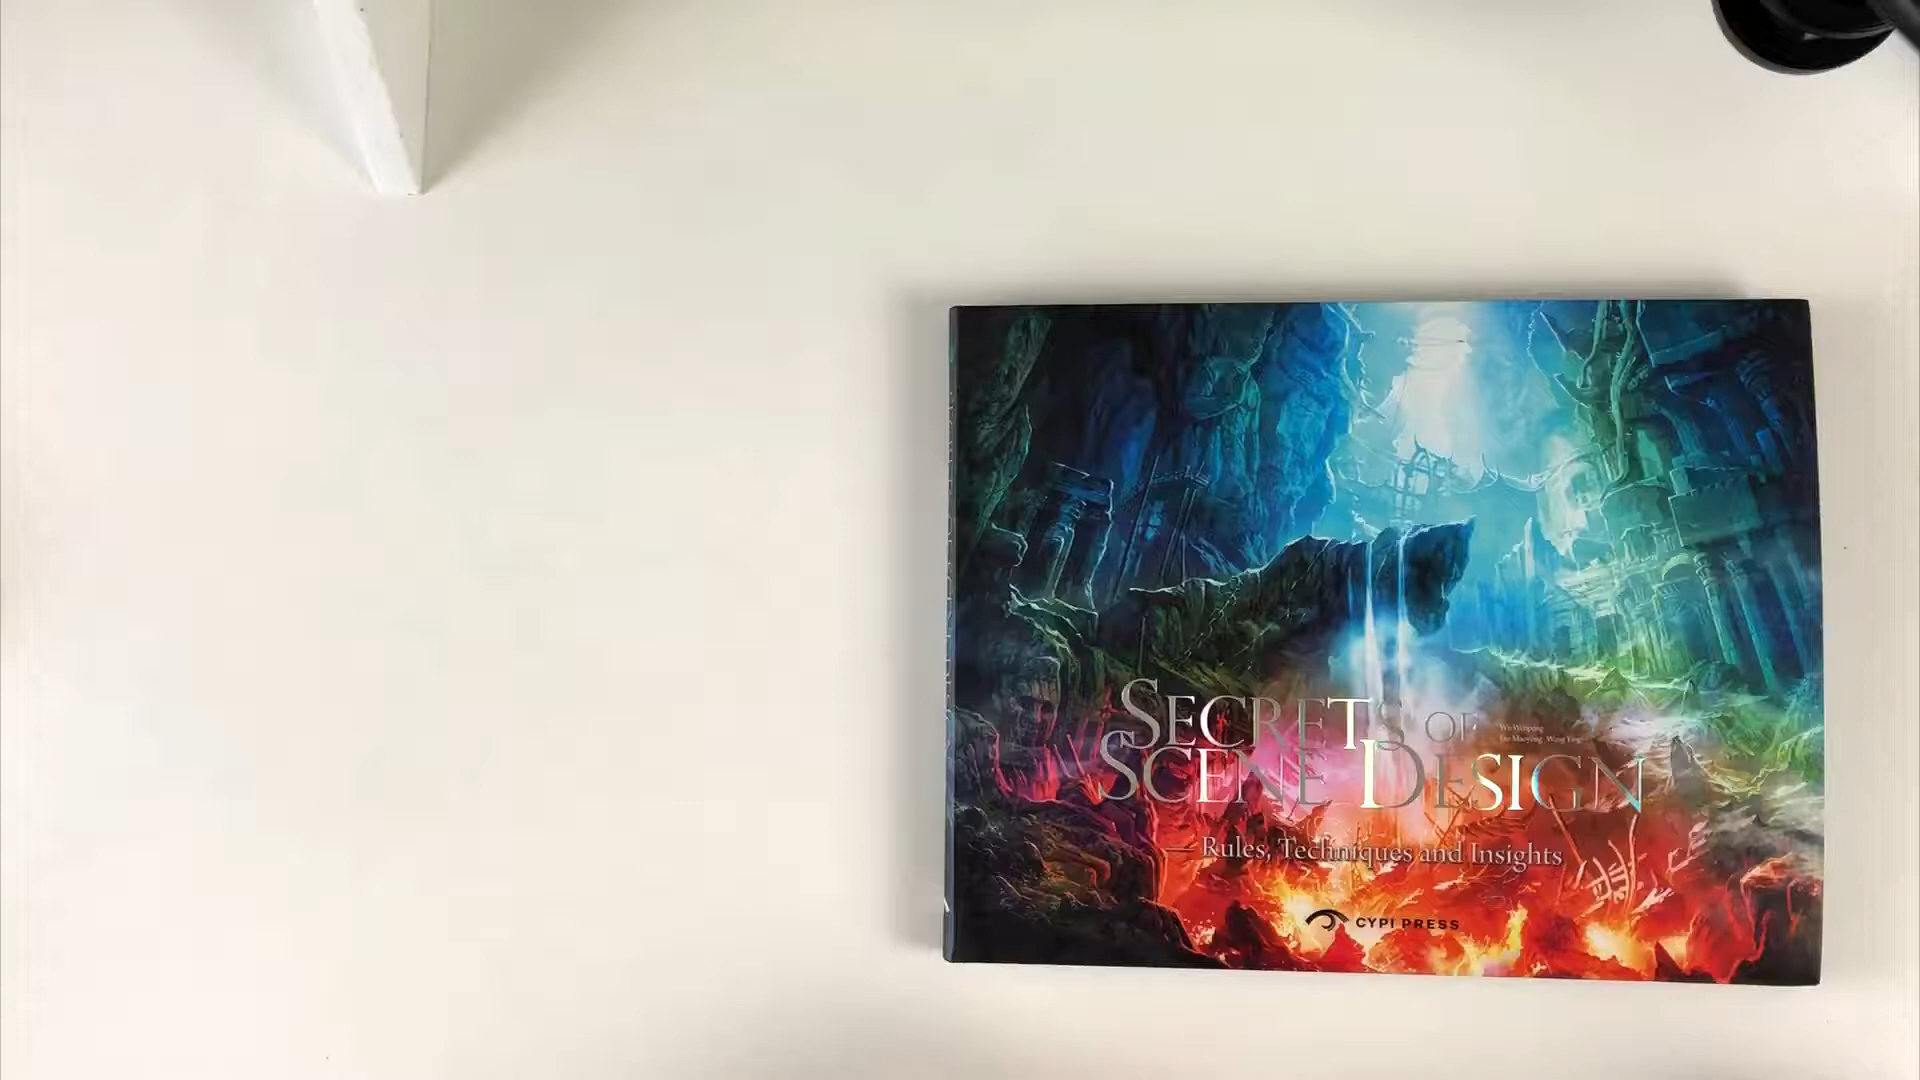 SECRETS OF
SCENE DESIGN
— Rules, Techniques and Insights
CYPI PRESS